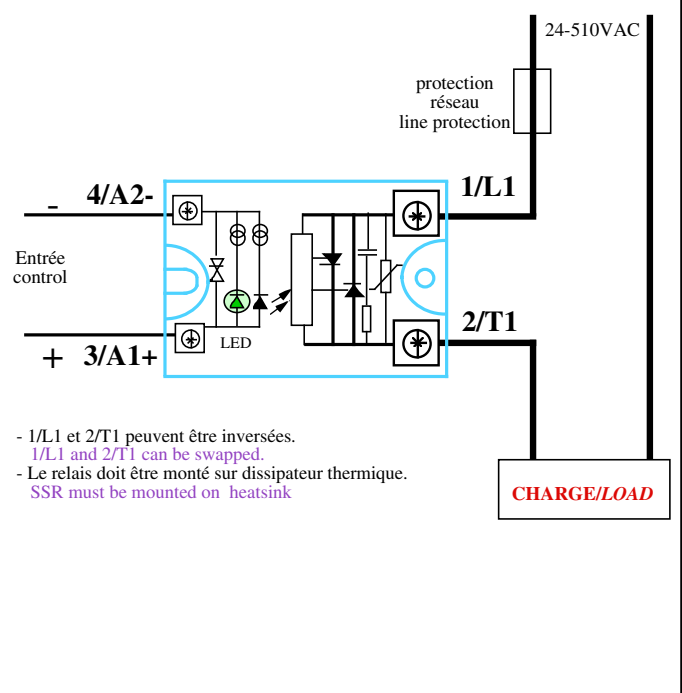 24-510VAC
protection
réseau
line protection
-
4/A2-
1/L1
Entrée
control
LED
2/T1
+ 3/A1+
- 1/L1 et 2/T1 peuvent être inversées.
1/L1 and 2/T1 can be swapped.
- Le relais doit être monté sur dissipateur thermique.
SSR must be mounted on heatsink
CHARGE/LOAD